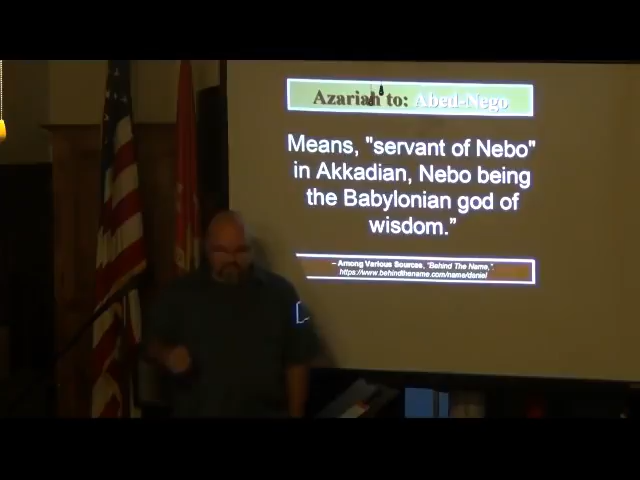 Azariah to: Abed-Nego
Means, "servant of Nebo"
in Akkadian, Nebo being
the Babylonian god of
wisdom.”
– Among Various Sources, "Behind The Name,".
https://www.behindthename.com/name/daniel